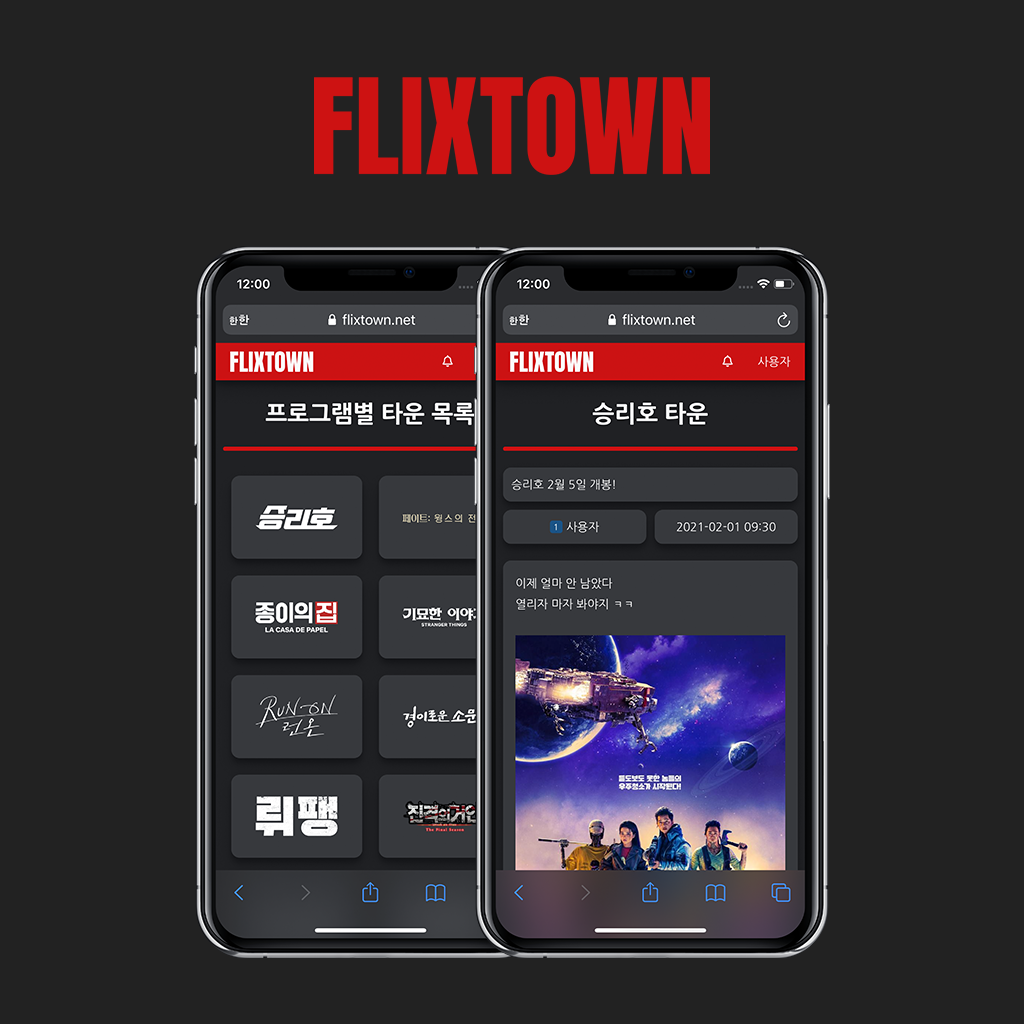 FLIXTOWN
12:00
한한 flixtown.net
FLIXTOWN
프로그램별 타운 목록
승리호
페이트: 윙스의 전
종이의 집
LA CASA DE PAPEL
기묘한 이야기
STRANGER THINGS
RUN-ON
런온
경이로운 소문
뤼팽
진격의 거인
The Final Season
12:00
한한 flixtown.net
FLIXTOWN 사용자
승리호 타운
승리호 2월 5일 개봉!
1 사용자 2021-02-01 09:30
이제 얼마 안 남았다
열리자 마자 봐야지 ㅋㅋ
듣도보도 못한 놈들의
우주청소가 시작된다!